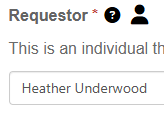 Requestor *
This is an individual th
Heather Underwood